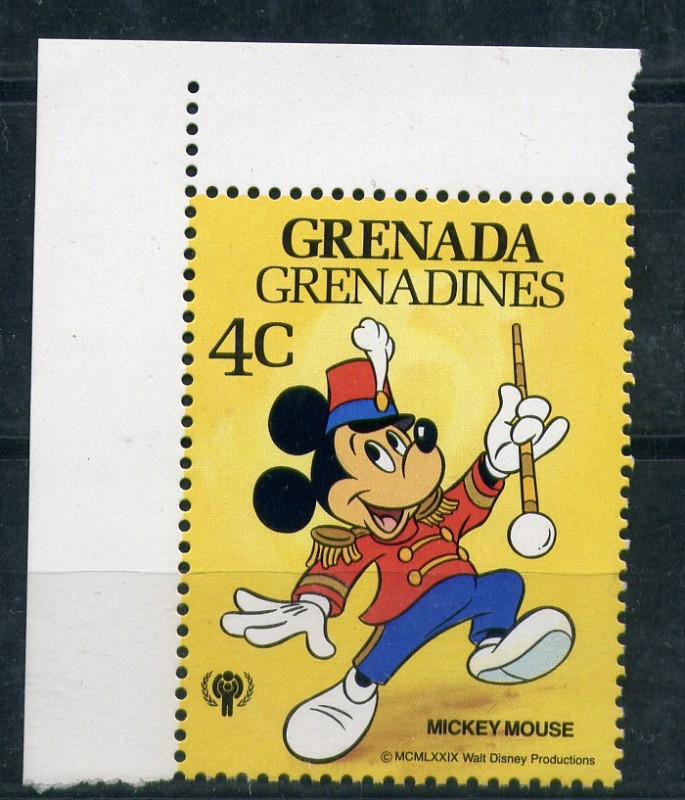 GRENADA
GRENADINES
4C
MICKEY MOUSE
© MCMLXXIX Walt Disney Productions